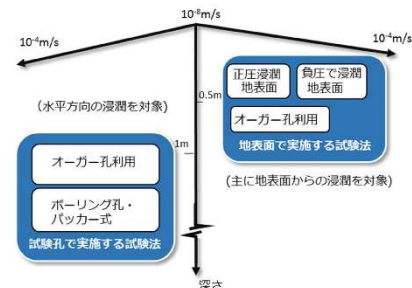 10⁻⁸m/s
10⁻⁴m/s
10⁻⁴m/s
正圧浸潤
地表面
負圧で浸潤
地表面
オーガー孔利用
地表面で実施する試験法
(主に地表面からの浸潤を対象)
0.5m
1m
(水平方向の浸潤を対象)
オーガー孔利用
ボーリング孔・
パッカー式
試験孔で実施する試験法
深さ